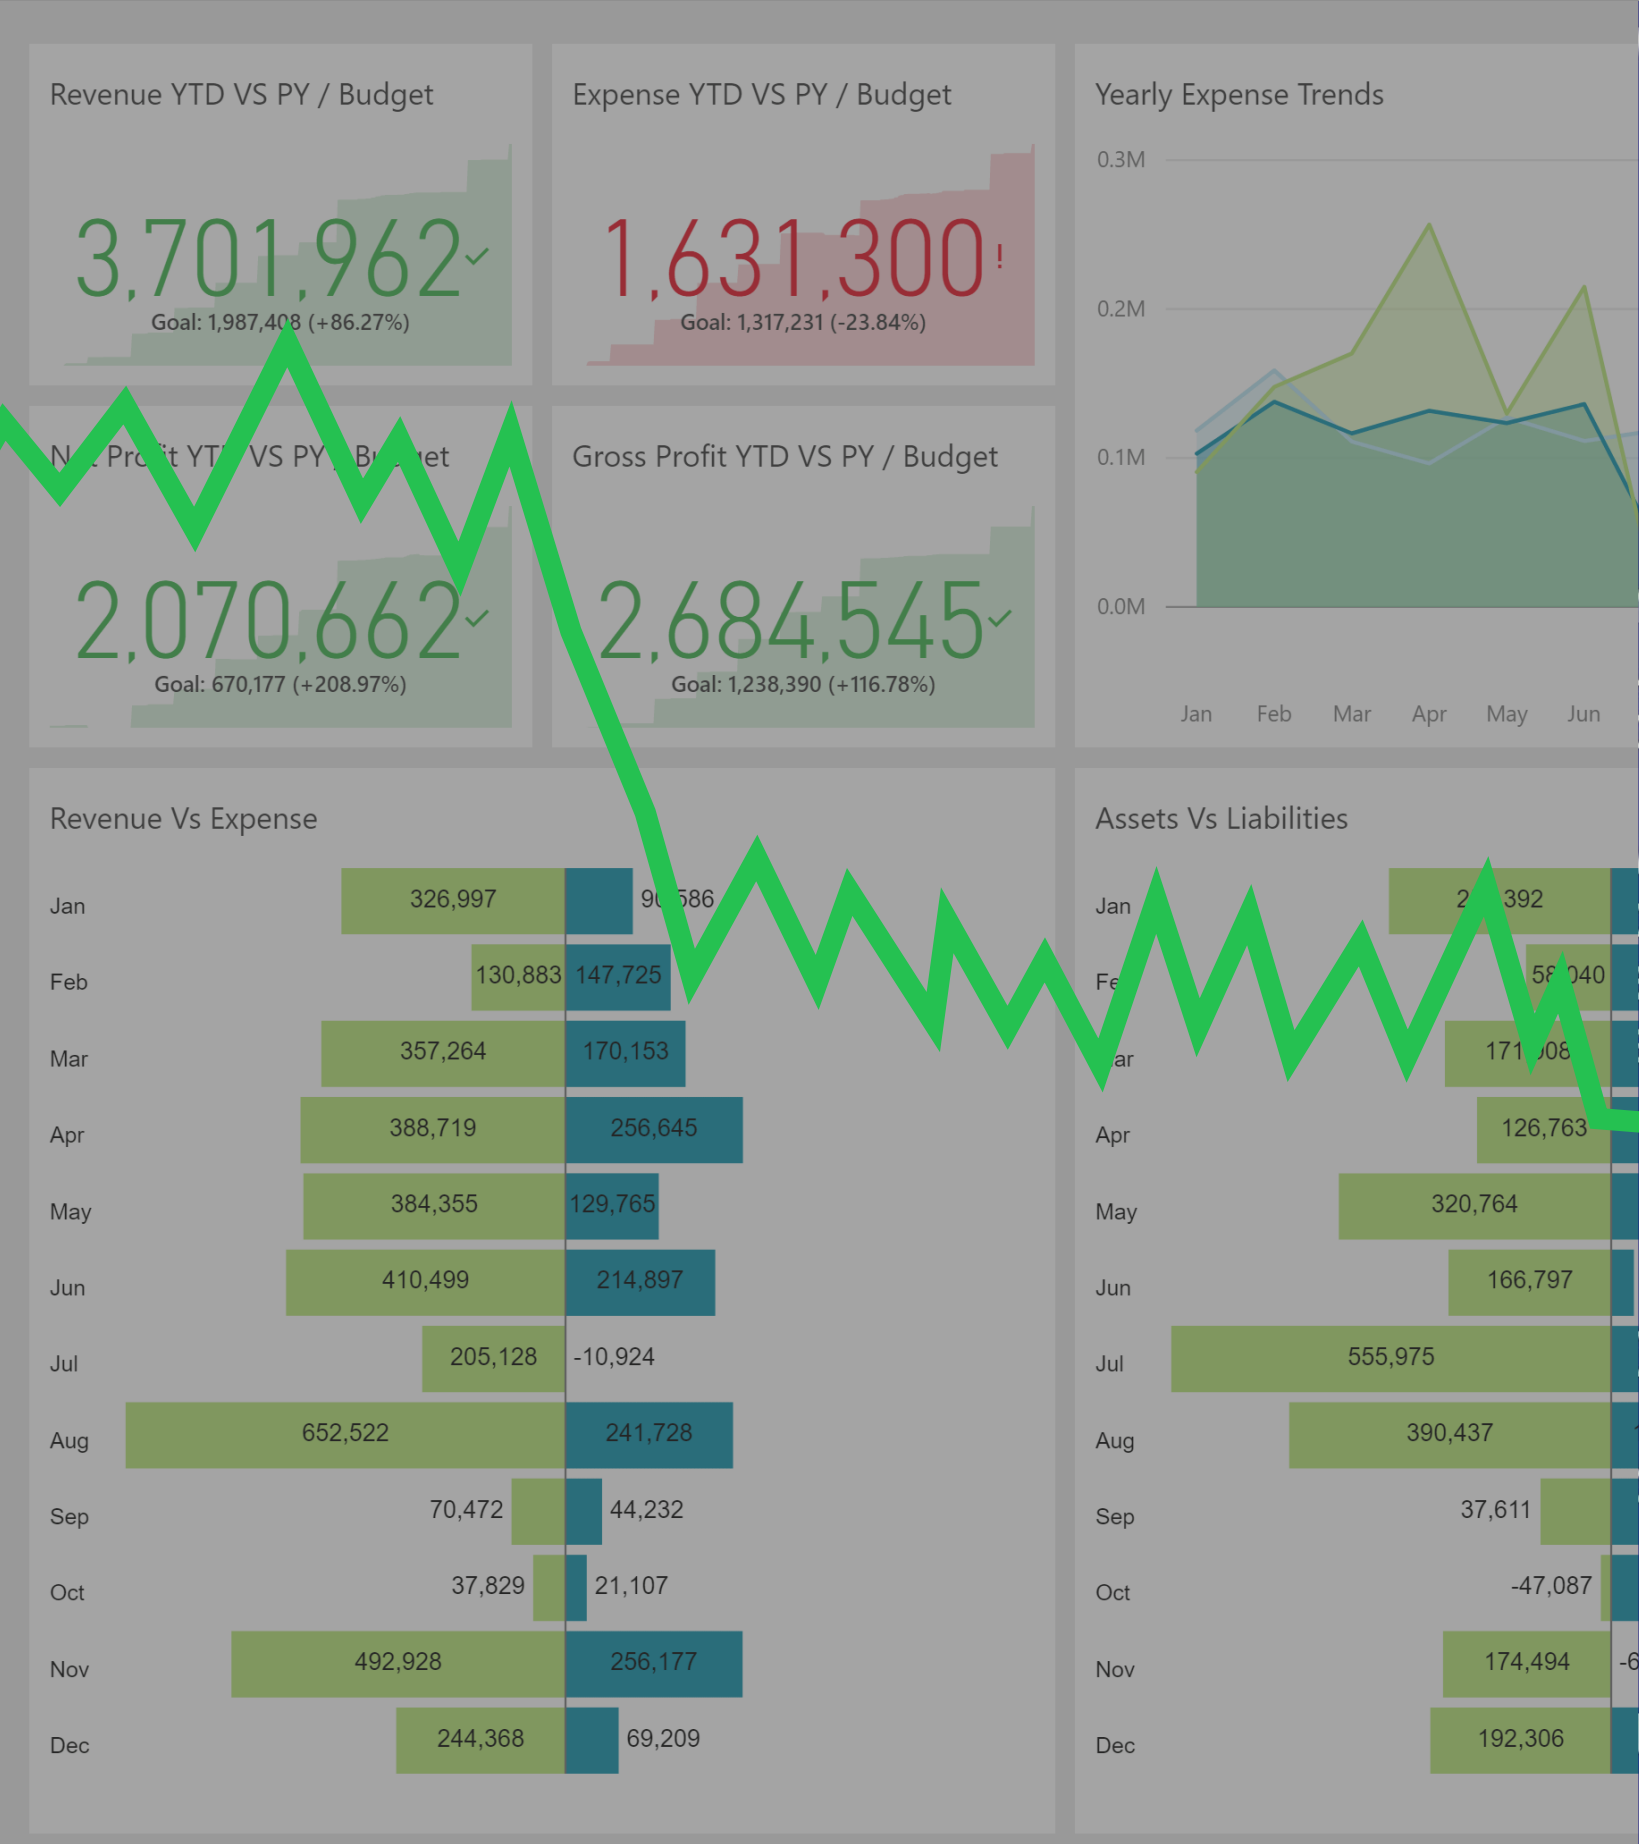 Revenue YTD VS PY / Budget
3,701,962
Goal: 1,987,408 (+86.27%)
Expense YTD VS PY / Budget
1,631,300 !
Goal: 1,317,231 (-23.84%)
Net Profit YTD VS PY / Budget
2,070,662
Goal: 670,177 (+208.97%)
Gross Profit YTD VS PY / Budget
2,684,545
Goal: 1,238,390 (+116.78%)
Yearly Expense Trends
0.3M
0.2M
0.1M
0.0M
Jan Feb Mar Apr May Jun
Revenue Vs Expense
Jan 326,997
Feb 130,883 147,725
Mar 357,264 170,153
Apr 388,719 256,645
May 384,355 129,765
Jun 410,499 214,897
Jul 205,128 -10,924
Aug 652,522 241,728
Sep 70,472 44,232
Oct 37,829 21,107
Nov 492,928 256,177
Dec 244,368 69,209
Assets Vs Liabilities
Jan
Feb
Mar
Apr 126,763
May 320,764
Jun 166,797
Jul 555,975
Aug 390,437
Sep 37,611
Oct -47,087
Nov 174,494
Dec 192,306